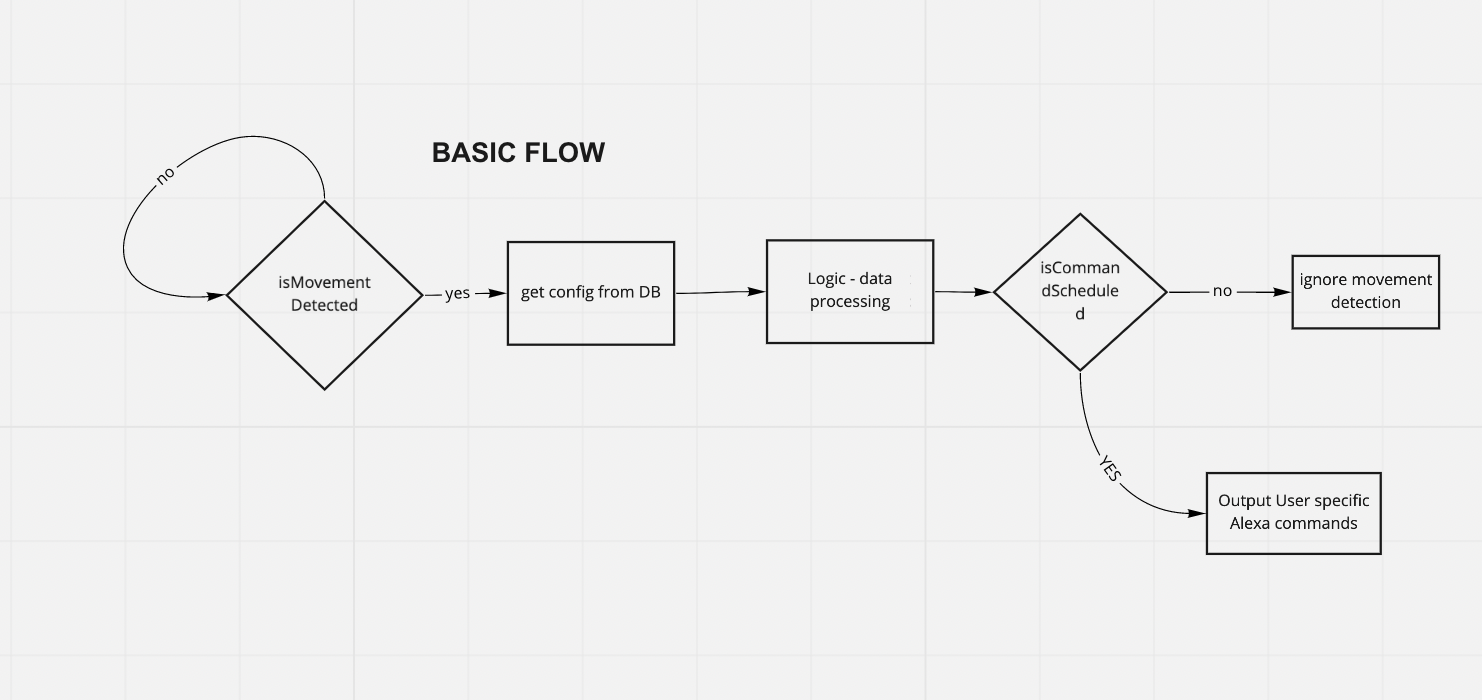 BASIC FLOW
no
isMovement
Detected
yes
get config from DB
Logic - data
processing
isComman
dSchedule
d
no
ignore movement
detection
YES
Output User specific
Alexa commands